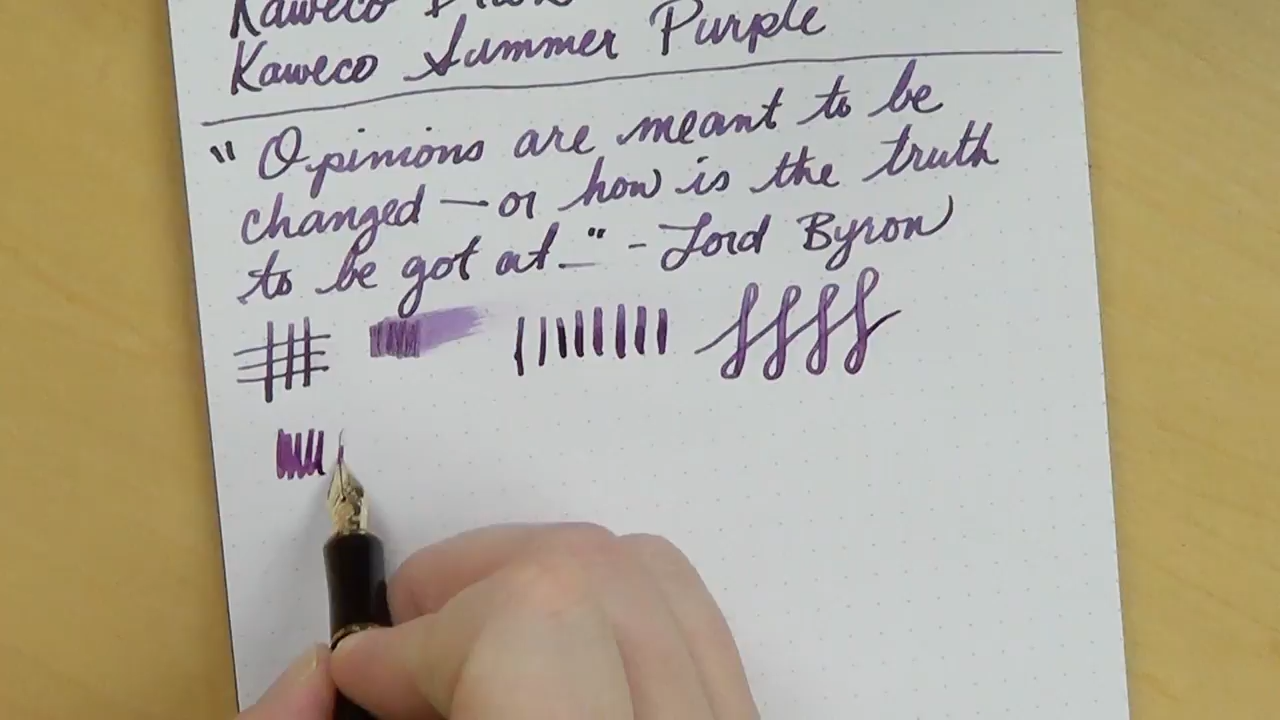 Kaweco
Kaweco Summer Purple
"Opinions are meant to be
changed — or how is the truth
to be got at..." - Lord Byron